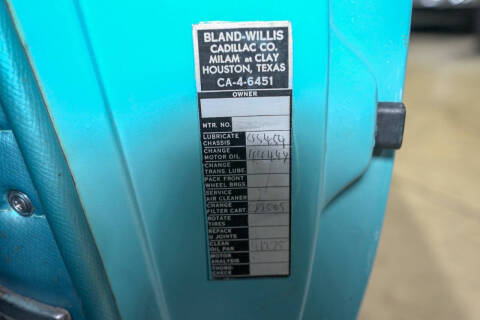 BLAND-WILLIS
CADILLAC CO.
MILAM at CLAY
HOUSTON, TEXAS
CA-4-6451
OWNER
MTR. NO.
LUBRICATE
CHASSIS
CHANGE
MOTOR OIL
CHANGE
TRANS. LUBE.
PACK FRONT
WHEEL BRGS.
SERVICE
AIR CLEANER
CHANGE
FILTER CART.
ROTATE
TIRES
REPACK
U JOINTS
CLEAN
OIL PAN
MOTOR
ANALYSIS
THORO-
CHECK